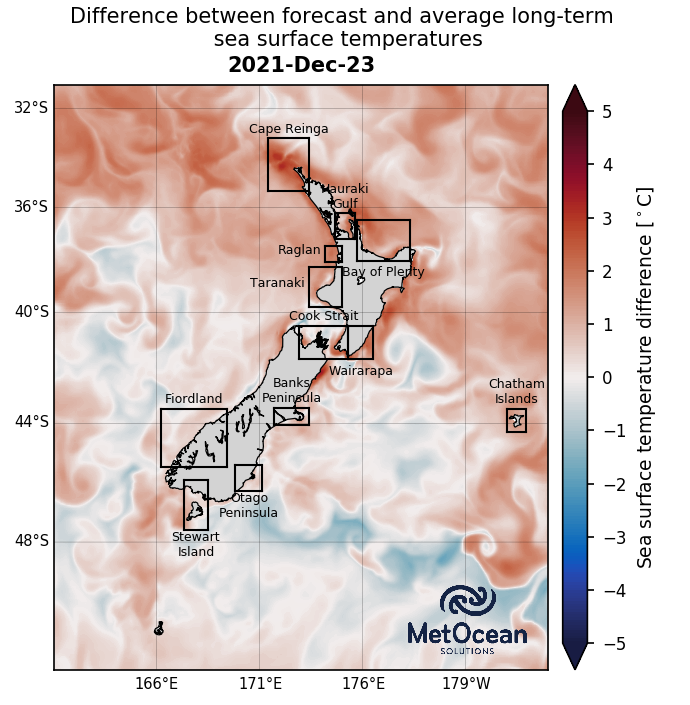 Difference between forecast and average long-term
sea surface temperatures
2021-Dec-23
32°S
36°S
40°S
44°S
48°S
166°E
171°E
176°E
179°W
Cape Reinga
Hauraki
Gulf
Raglan
Bay of Plenty
Taranaki
Cook Strait
Wairarapa
Banks
Peninsula
Fiordland
Chatham
Islands
Otago
Peninsula
Stewart
Island
MetOcean
SOLUTIONS
5
4
3
2
1
0
−1
−2
−3
−4
−5
Sea surface temperature difference [°C]